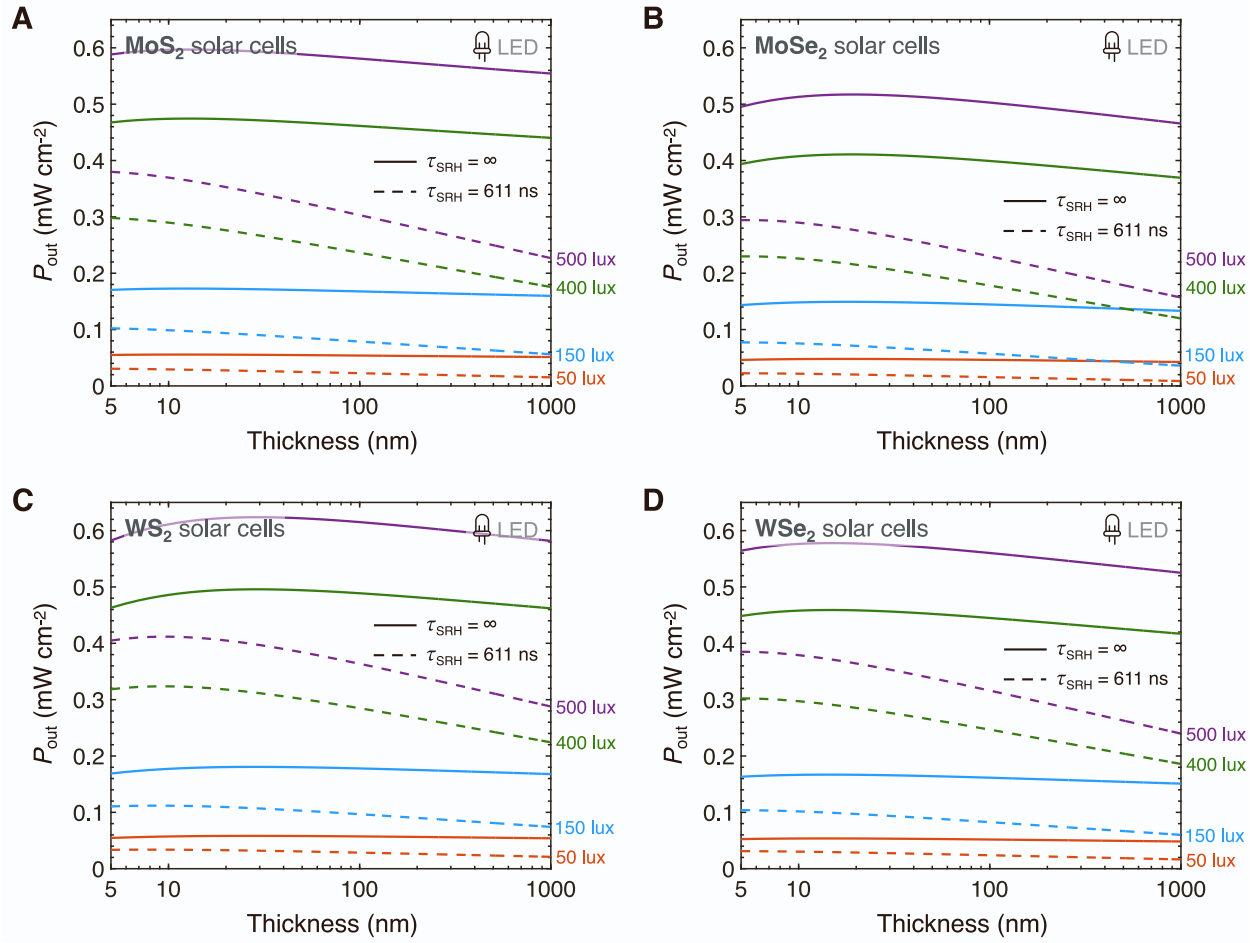 A
MoS2 solar cells
LED
Pout (mW cm-2)
0.6
0.5
0.4
0.3
0.2
0.1
0
τSRH = ∞
τSRH = 611 ns
500 lux
400 lux
150 lux
50 lux
5
10
100
1000
Thickness (nm)
B
MoSe2 solar cells
LED
Pout (mW cm-2)
0.6
0.5
0.4
0.3
0.2
0.1
0
τSRH = ∞
τSRH = 611 ns
500 lux
400 lux
150 lux
50 lux
5
10
100
1000
Thickness (nm)
C
WS2 solar cells
LED
Pout (mW cm-2)
0.6
0.5
0.4
0.3
0.2
0.1
0
τSRH = ∞
τSRH = 611 ns
500 lux
400 lux
150 lux
50 lux
5
10
100
1000
Thickness (nm)
D
WSe2 solar cells
LED
Pout (mW cm-2)
0.6
0.5
0.4
0.3
0.2
0.1
0
τSRH = ∞
τSRH = 611 ns
500 lux
400 lux
150 lux
50 lux
5
10
100
1000
Thickness (nm)